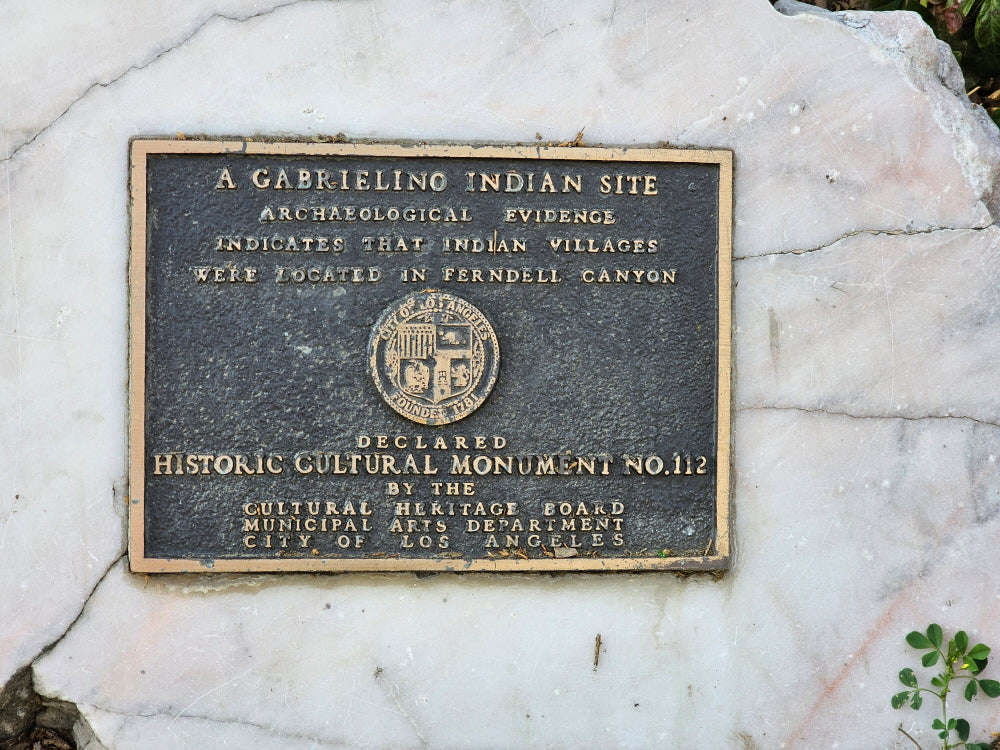 A GABRIELINO INDIAN SITE
ARCHAEOLOGICAL EVIDENCE
INDICATES THAT INDIAN VILLAGES
WERE LOCATED IN FERNDELL CANYON
CITY OF LOS ANGELES
FOUNDED 1781
DECLARED
HISTORIC CULTURAL MONUMENT NO.112
BY THE
CULTURAL HERITAGE BOARD
MUNICIPAL ARTS DEPARTMENT
CITY OF LOS ANGELES